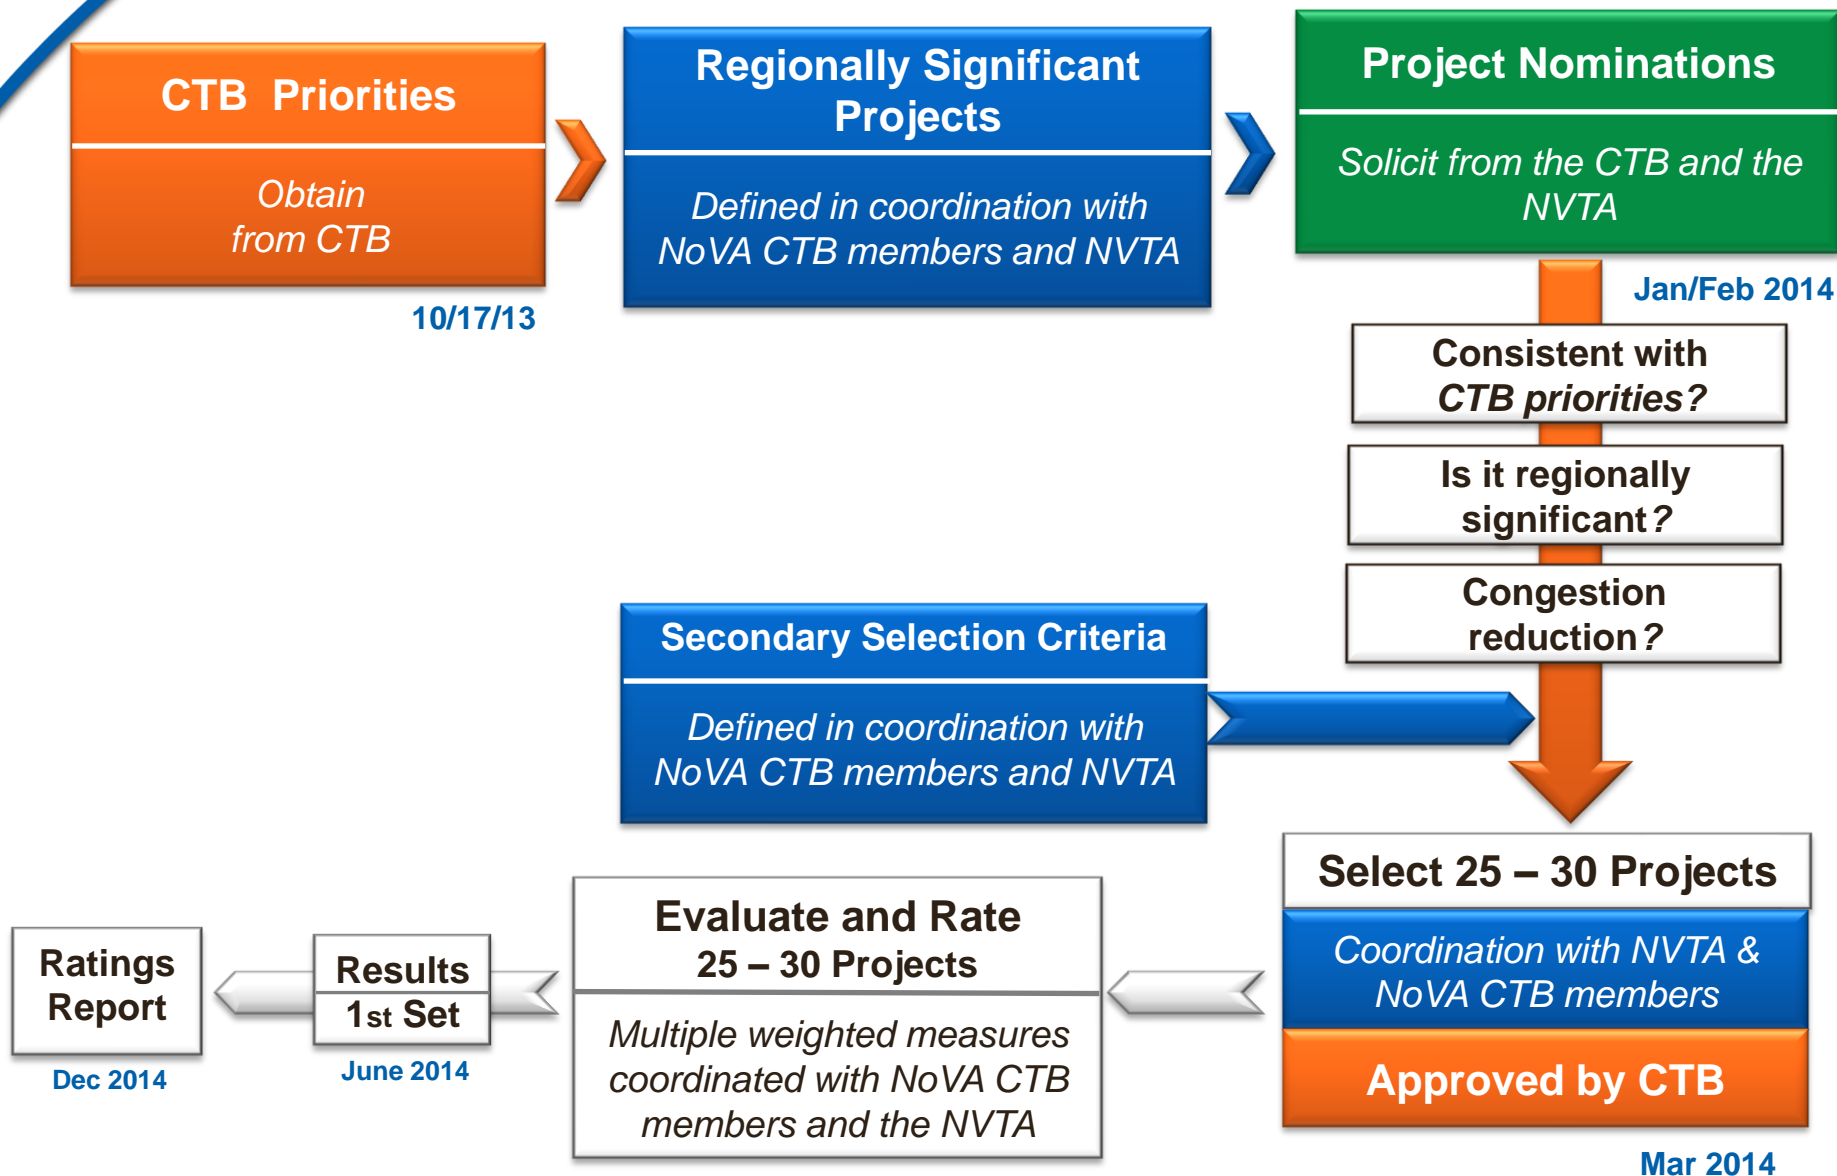 CTB Priorities
Obtain
from CTB
10/17/13
Regionally Significant
Projects
Defined in coordination with
NoVA CTB members and NVTA
Project Nominations
Solicit from the CTB and the
NVTA
Jan/Feb 2014
Consistent with
CTB priorities?
Is it regionally
significant?
Congestion
reduction?
Secondary Selection Criteria
Defined in coordination with
NoVA CTB members and NVTA
Select 25 – 30 Projects
Coordination with NVTA &
NoVA CTB members
Approved by CTB
Mar 2014
Evaluate and Rate
25 – 30 Projects
Multiple weighted measures
coordinated with NoVA CTB
members and the NVTA
Results
1st Set
June 2014
Ratings
Report
Dec 2014